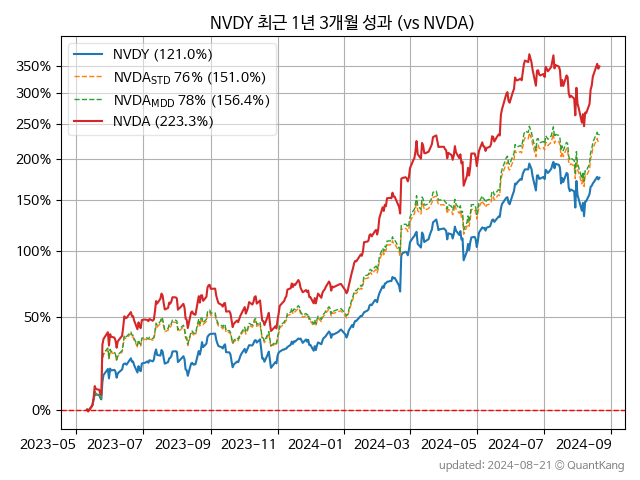 NVDY 최근 1년 3개월 성과 (vs NVDA)
NVDY (121.0%)
NVDA_STD 76% (151.0%)
NVDA_MDD 78% (156.4%)
NVDA (223.3%)
350%
300%
250%
200%
150%
100%
50%
0%
2023-05 2023-07 2023-09 2023-11 2024-01 2024-03 2024-05 2024-07 2024-09
updated: 2024-08-21 © QuantKang